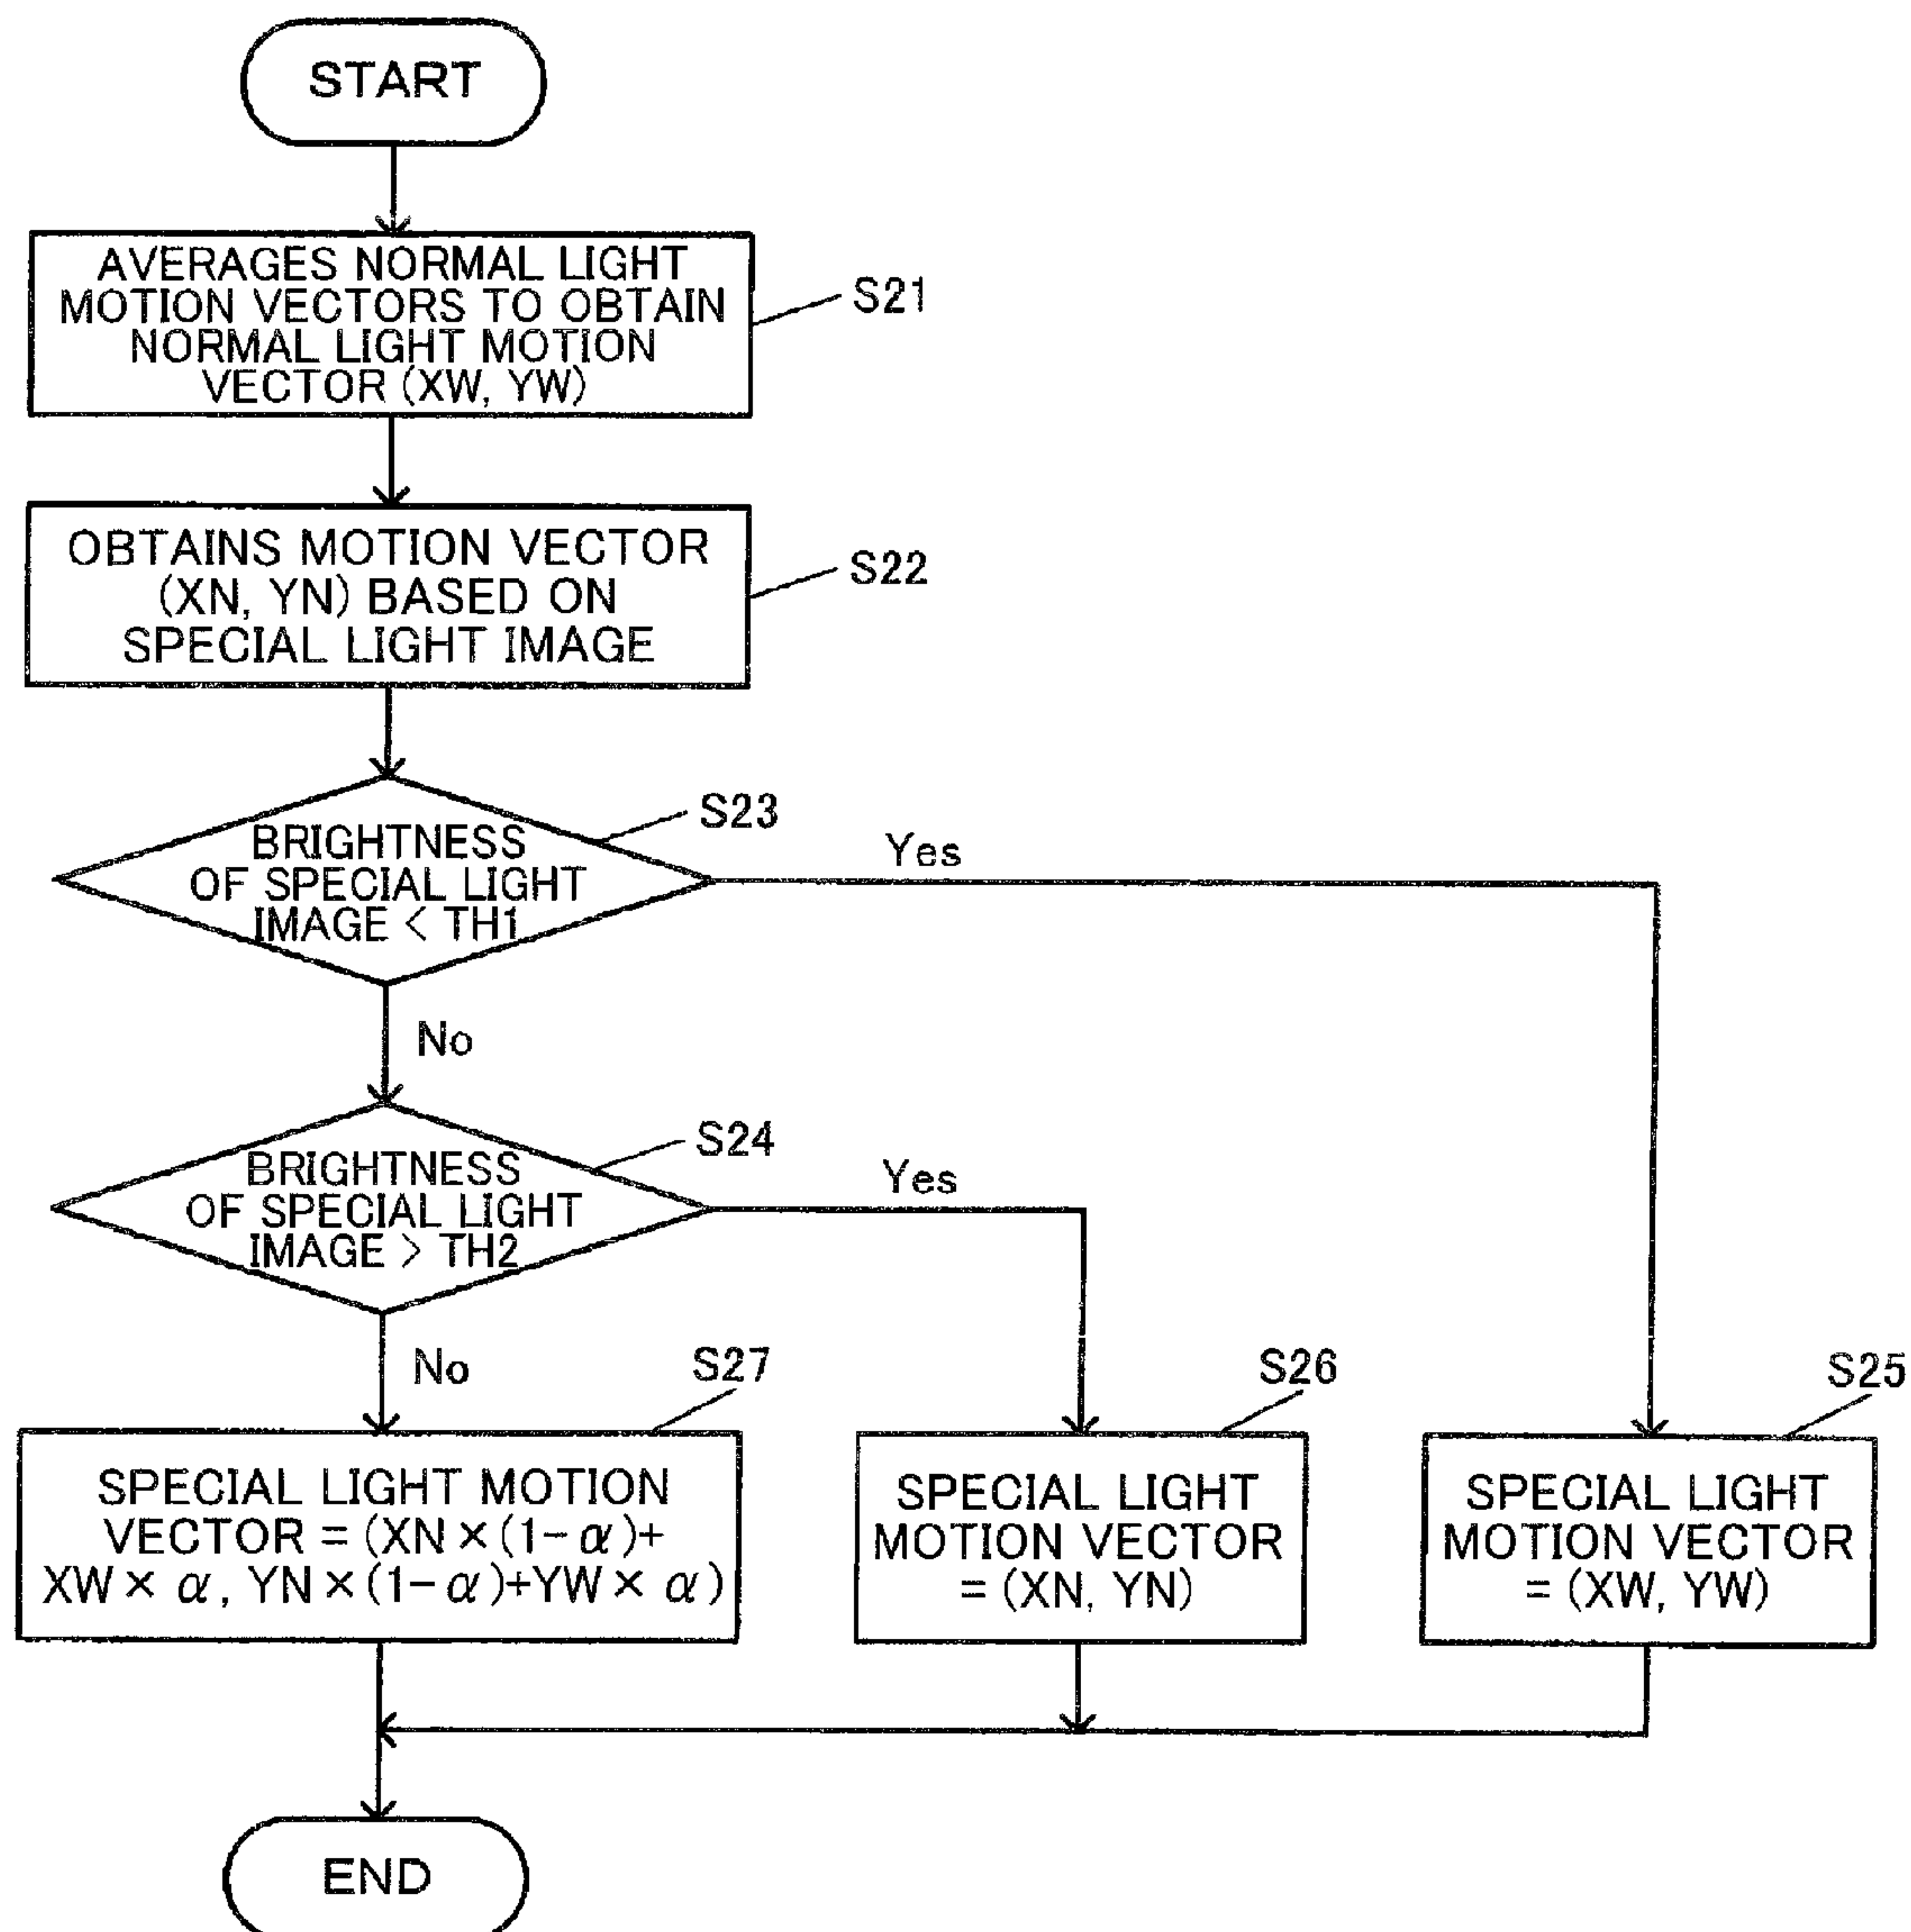 START
AVERAGES NORMAL LIGHT
MOTION VECTORS TO OBTAIN
NORMAL LIGHT MOTION
VECTOR (XW, YW)
S21
OBTAINS MOTION VECTOR
(XN, YN) BASED ON
SPECIAL LIGHT IMAGE
S22
S23
BRIGHTNESS
OF SPECIAL LIGHT
IMAGE < TH1
Yes
No
S24
BRIGHTNESS
OF SPECIAL LIGHT
IMAGE > TH2
Yes
No
S27
SPECIAL LIGHT MOTION
VECTOR = (XN × (1-α)+
XW × α, YN × (1-α)+YW × α)
S26
SPECIAL LIGHT
MOTION VECTOR
= (XN, YN)
S25
SPECIAL LIGHT
MOTION VECTOR
= (XW, YW)
END